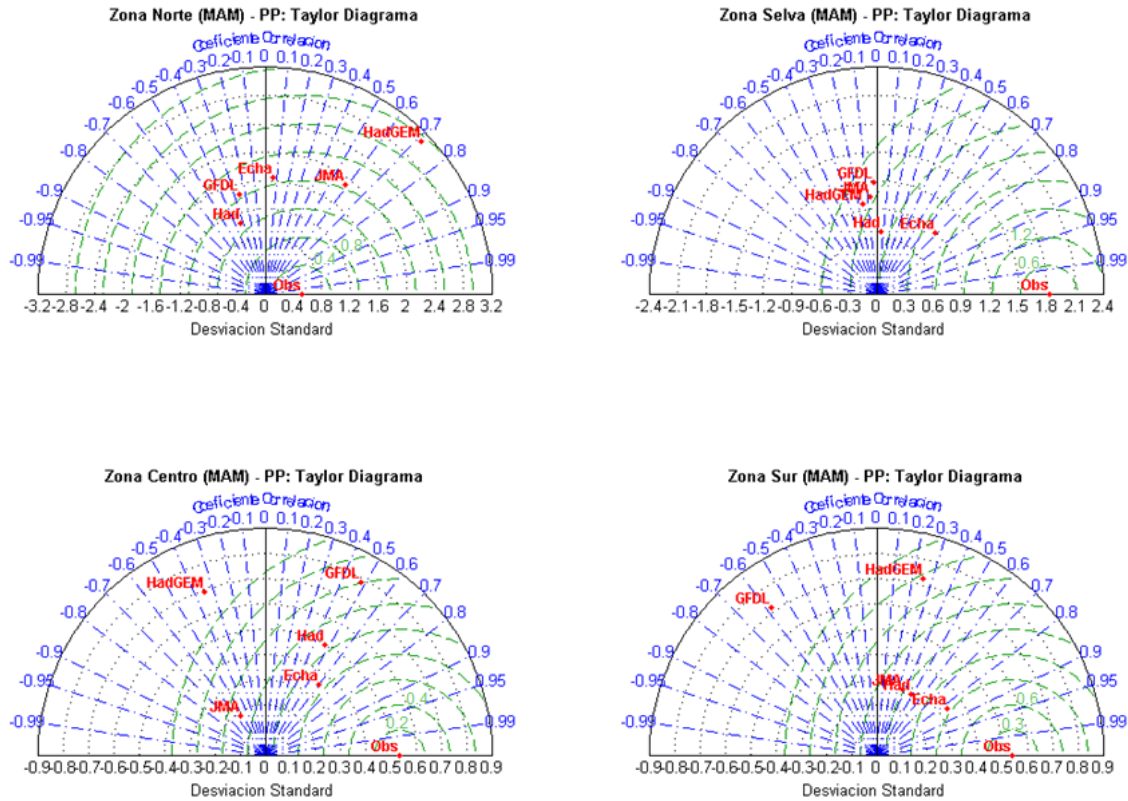 Zona Norte (MAM) - PP: Taylor Diagrama
Coeficiente Correlacion
-0.99 -0.95 -0.9 -0.8 -0.7 -0.6 -0.5 -0.4 -0.3 -0.2 -0.1 0 0.1 0.2 0.3 0.4 0.5 0.6 0.7 0.8 0.9 0.95 0.99
HadGEM
Echa
JMA
GFDL
Had
0.8
0.4
Obs
-3.2 -2.8 -2.4 -2 -1.6 -1.2 -0.8 -0.4 0 0.4 0.8 1.2 1.6 2 2.4 2.8 3.2
Desviacion Standard
Zona Selva (MAM) - PP: Taylor Diagrama
Coeficiente Correlacion
-0.99 -0.95 -0.9 -0.8 -0.7 -0.6 -0.5 -0.4 -0.3 -0.2 -0.1 0 0.1 0.2 0.3 0.4 0.5 0.6 0.7 0.8 0.9 0.95 0.99
GFDL
JMA
HadGEM
Had
Echa
1.2
0.6
Obs
-2.4 -2.1 -1.8 -1.5 -1.2 -0.9 -0.6 -0.3 0 0.3 0.6 0.9 1.2 1.5 1.8 2.1 2.4
Desviacion Standard
Zona Centro (MAM) - PP: Taylor Diagrama
Coeficiente Correlacion
-0.99 -0.95 -0.9 -0.8 -0.7 -0.6 -0.5 -0.4 -0.3 -0.2 -0.1 0 0.1 0.2 0.3 0.4 0.5 0.6 0.7 0.8 0.9 0.95 0.99
GFDL
HadGEM
Had
Echa
JMA
0.4
0.2
Obs
-0.9 -0.8 -0.7 -0.6 -0.5 -0.4 -0.3 -0.2 -0.1 0 0.1 0.2 0.3 0.4 0.5 0.6 0.7 0.8 0.9
Desviacion Standard
Zona Sur (MAM) - PP: Taylor Diagrama
Coeficiente Correlacion
-0.99 -0.95 -0.9 -0.8 -0.7 -0.6 -0.5 -0.4 -0.3 -0.2 -0.1 0 0.1 0.2 0.3 0.4 0.5 0.6 0.7 0.8 0.9 0.95 0.99
HadGEM
GFDL
JMA
Had
Echa
0.6
0.3
Obs
-0.9 -0.8 -0.7 -0.6 -0.5 -0.4 -0.3 -0.2 -0.1 0 0.1 0.2 0.3 0.4 0.5 0.6 0.7 0.8 0.9
Desviacion Standard